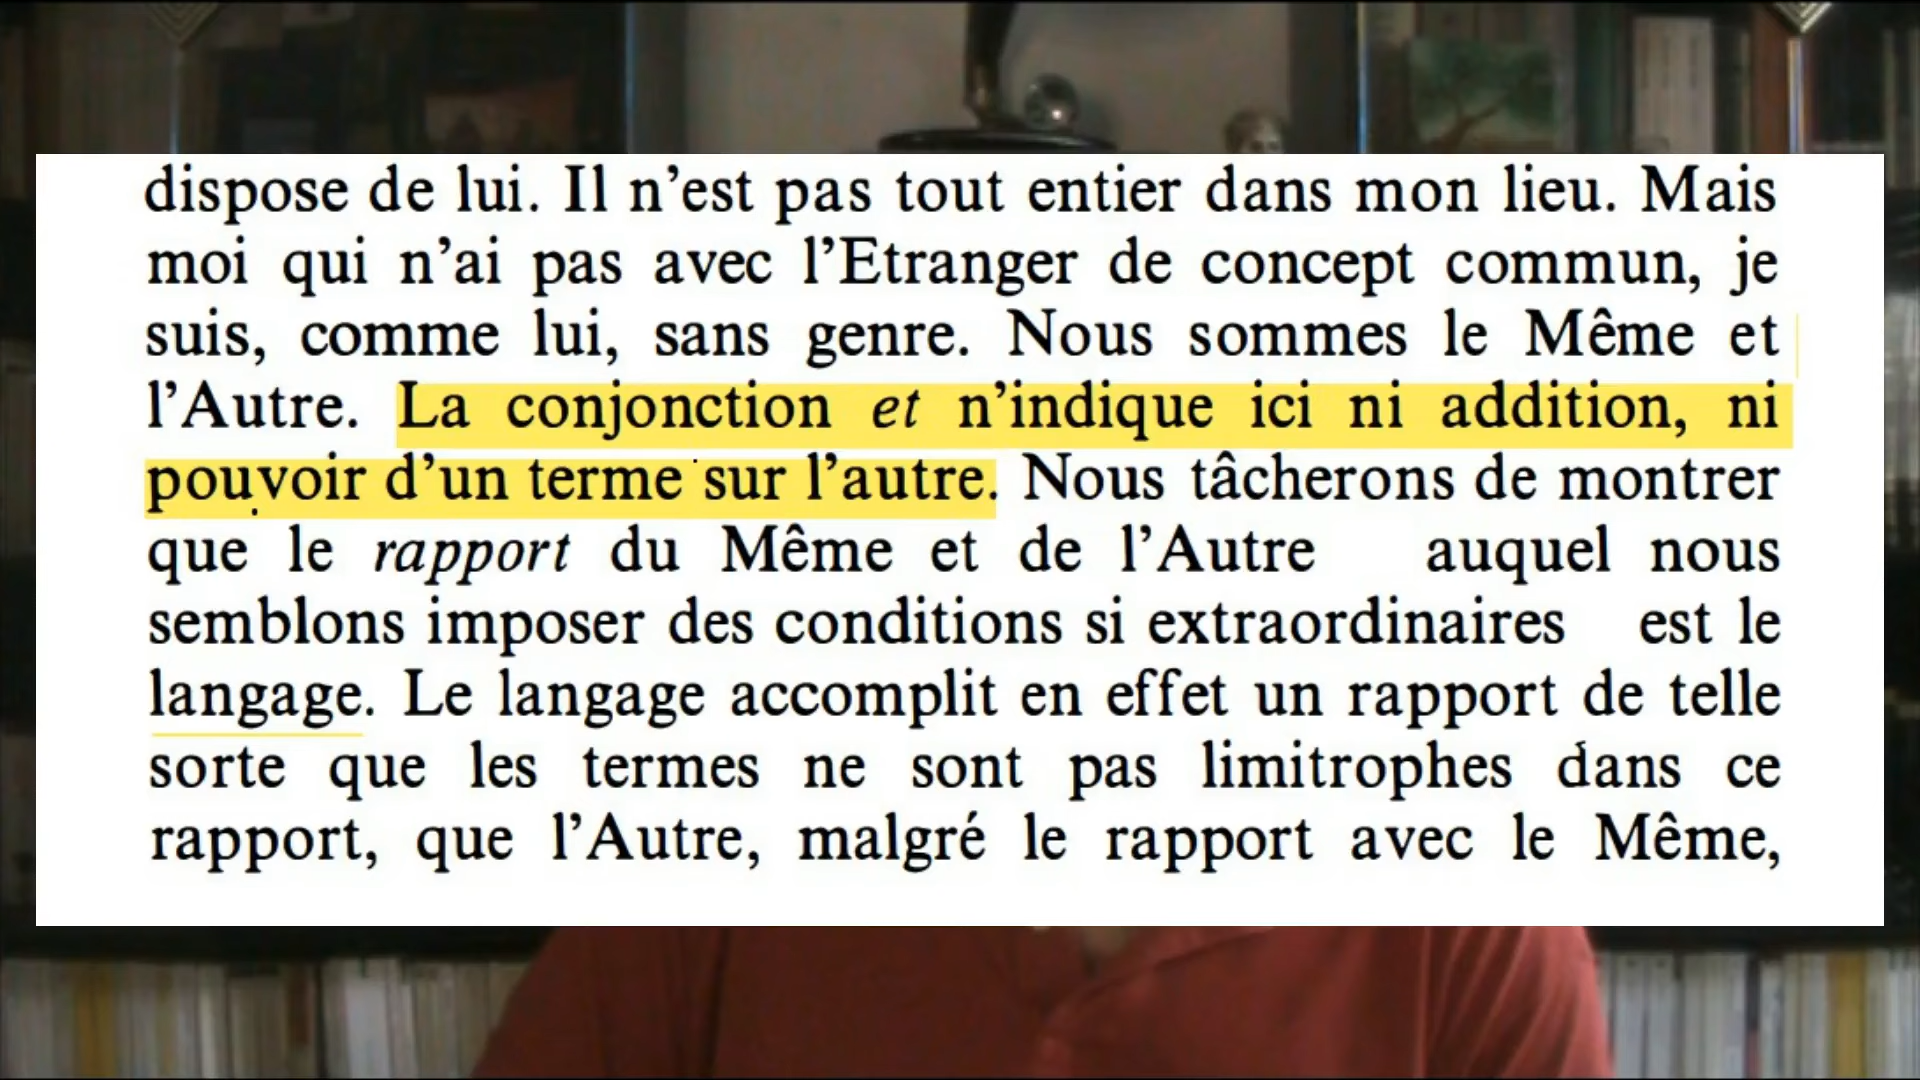 dispose de lui. Il n’est pas tout entier dans mon lieu. Mais
moi qui n’ai pas avec l’Etranger de concept commun, je
suis, comme lui, sans genre. Nous sommes le Même et
l’Autre. La conjonction et n’indique ici ni addition, ni
pouvoir d’un terme sur l’autre. Nous tâcherons de montrer
que le rapport du Même et de l’Autre auquel nous
semblons imposer des conditions si extraordinaires est le
langage. Le langage accomplit en effet un rapport de telle
sorte que les termes ne sont pas limitrophes dans ce
rapport, que l’Autre, malgré le rapport avec le Même,